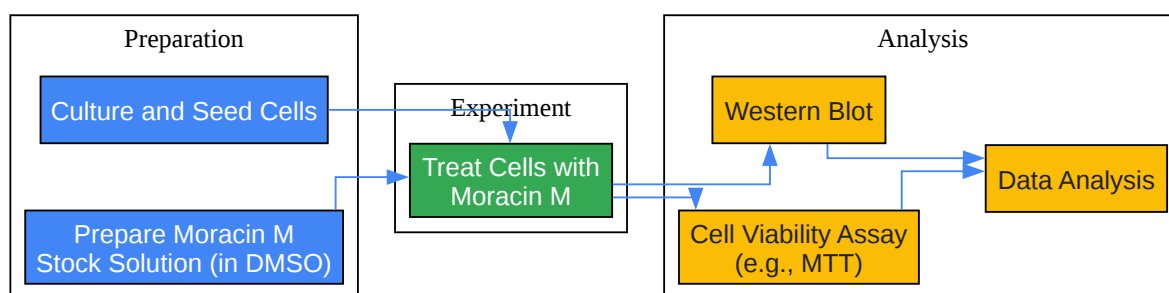 Preparation
Culture and Seed Cells
Prepare Moracin M
Stock Solution (in DMSO)
Experiment
Treat Cells with
Moracin M
Analysis
Western Blot
Cell Viability Assay
(e.g., MTT)
Data Analysis